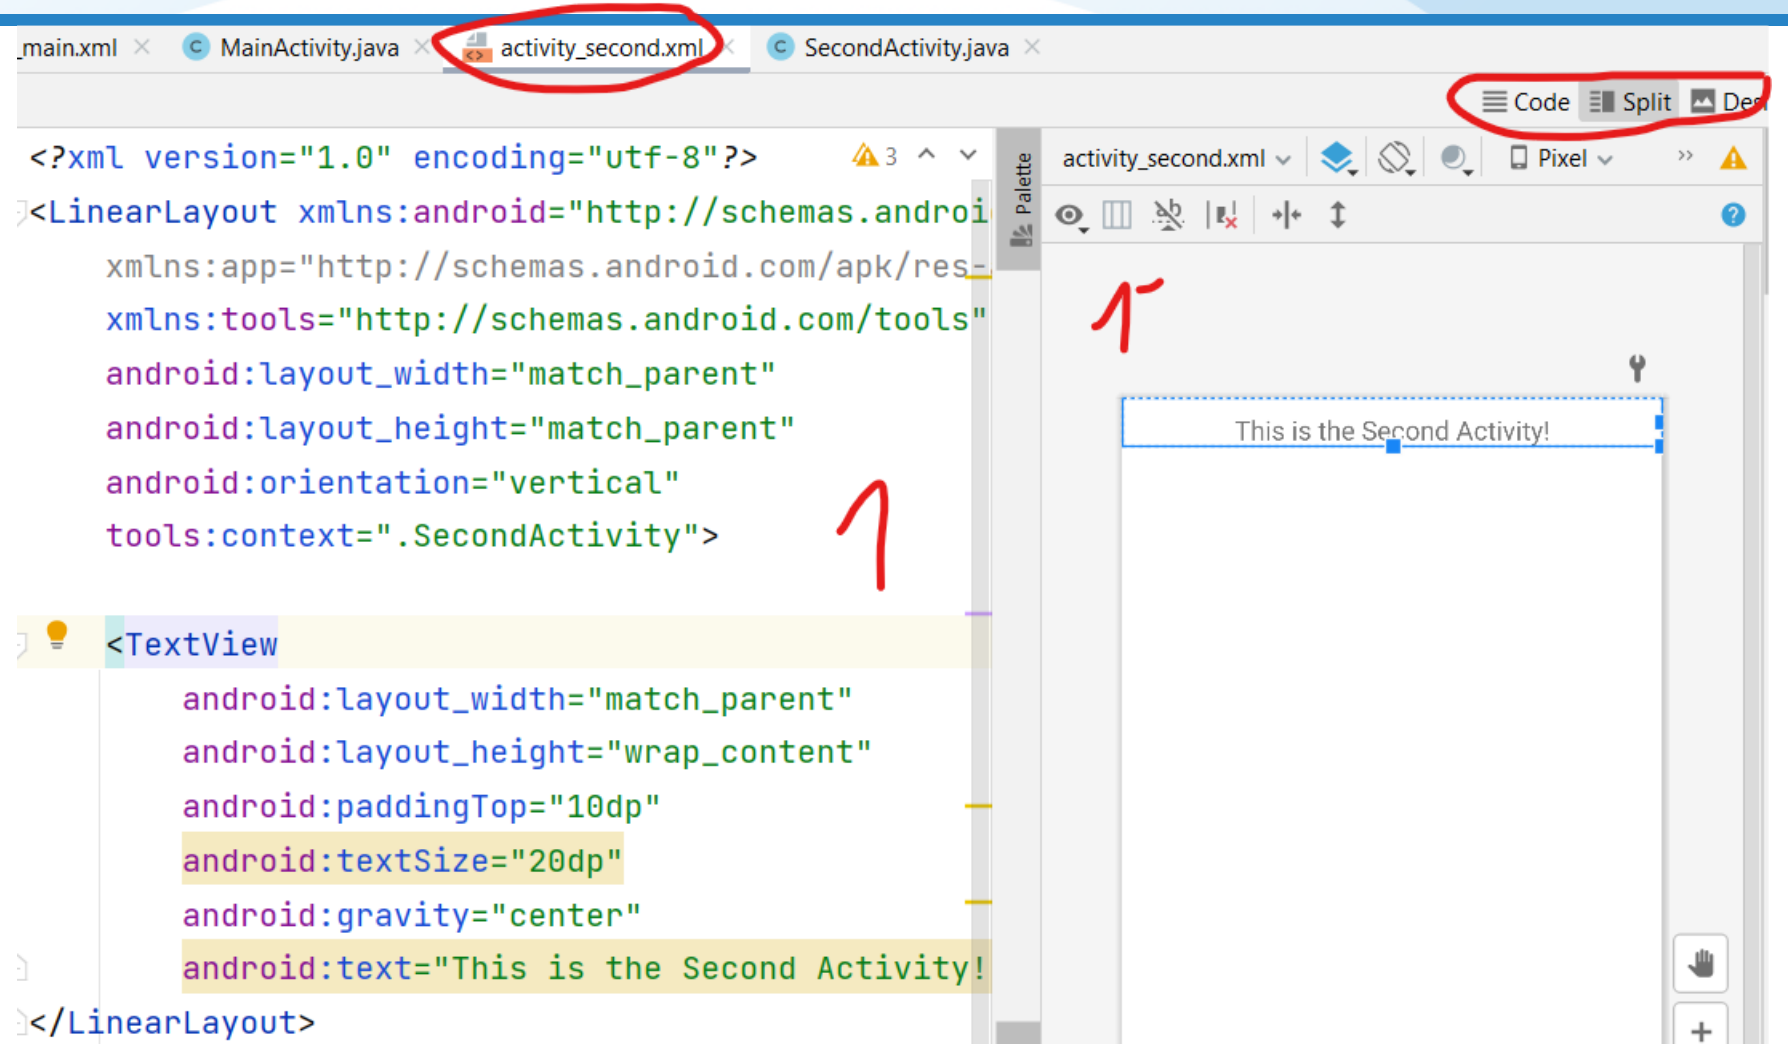 _main.xml MainActivity.java activity_second.xml SecondActivity.java
Code Split Des
<?xml version="1.0" encoding="utf-8"?> 3
activity_second.xml Pixel
Palette
<LinearLayout xmlns:android="http://schemas.androi
xmlns:app="http://schemas.android.com/apk/res-
xmlns:tools="http://schemas.android.com/tools"
android:layout_width="match_parent"
android:layout_height="match_parent"
android:orientation="vertical"
tools:context=".SecondActivity">
1
1
This is the Second Activity!
<TextView
android:layout_width="match_parent"
android:layout_height="wrap_content"
android:paddingTop="10dp"
android:textSize="20dp"
android:gravity="center"
android:text="This is the Second Activity!
</LinearLayout>